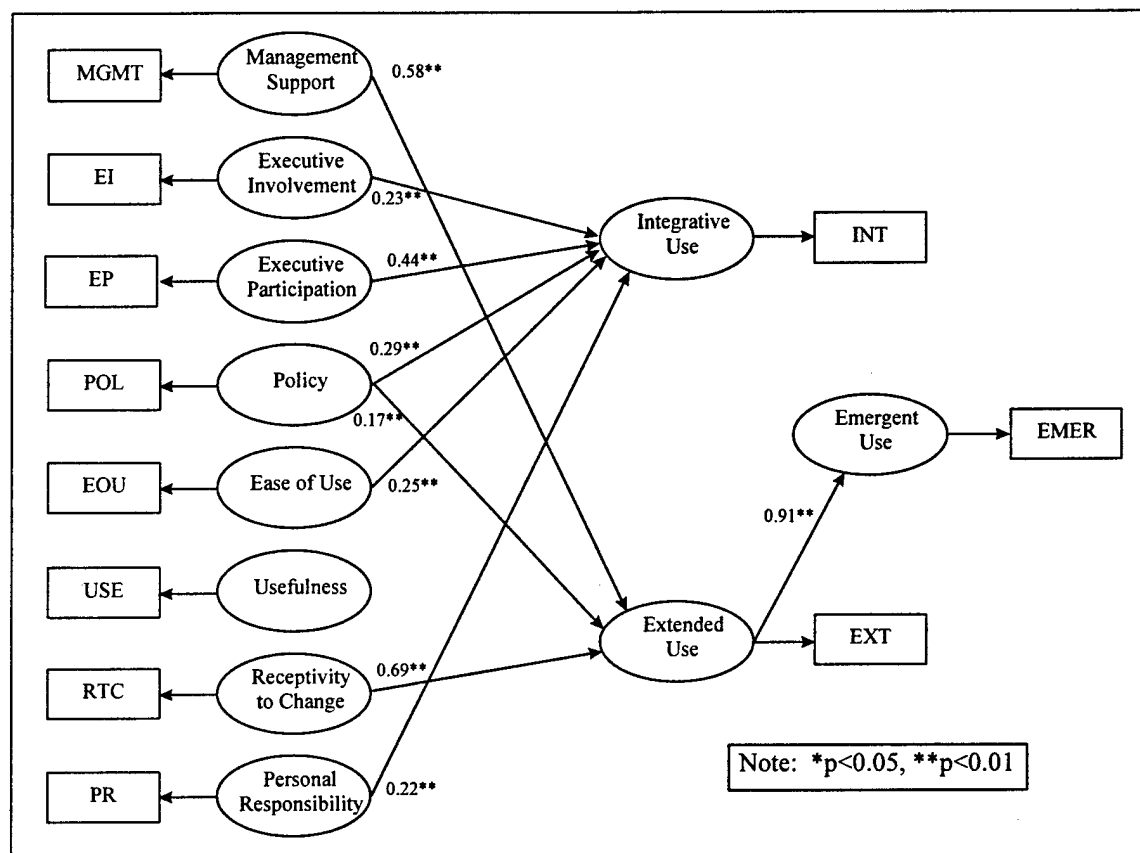 Management
Support
MGMT
0.58**
Executive
Involvement
EI
0.23**
Executive
Participation
EP
0.44**
Integrative
Use
INT
Policy
POL
0.29**
0.17**
Emergent
Use
EMER
Ease of Use
EOU
0.25**
0.91**
Usefulness
USE
Extended
Use
EXT
Receptivity
to Change
RTC
0.69**
Personal
Responsibility
PR
0.22**
Note: *p<0.05, **p<0.01